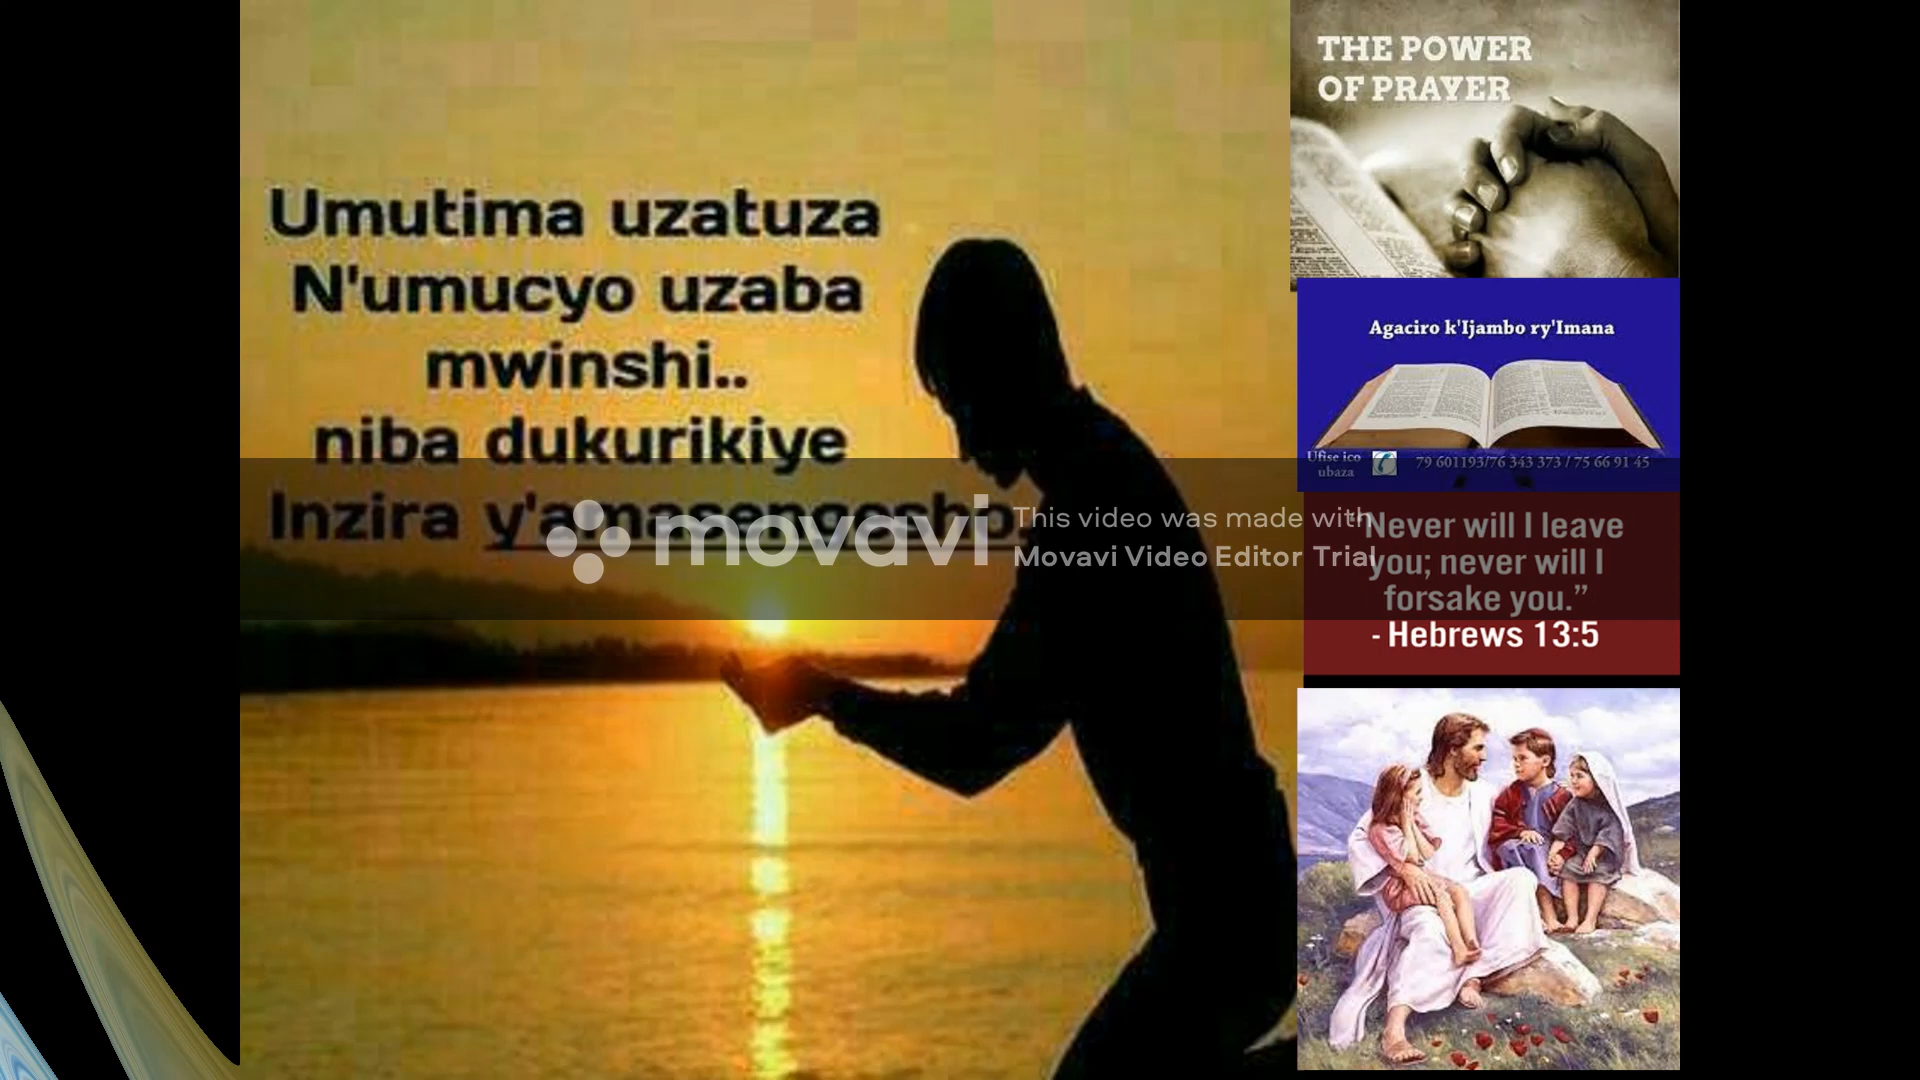 Umutima uzatuza
N'umucyo uzaba
mwinshi..
niba dukurikiye
Inzira y'amasengesho.
movavi
This video was made with
Movavi Video Editor Trial
THE POWER
OF PRAYER
Agaciro k'Ijambo ry'Imana
Ufise ico
ubaza
79 601193/76 343 373 / 75 66 91 45
"Never will I leave
you; never will I
forsake you.”
- Hebrews 13:5